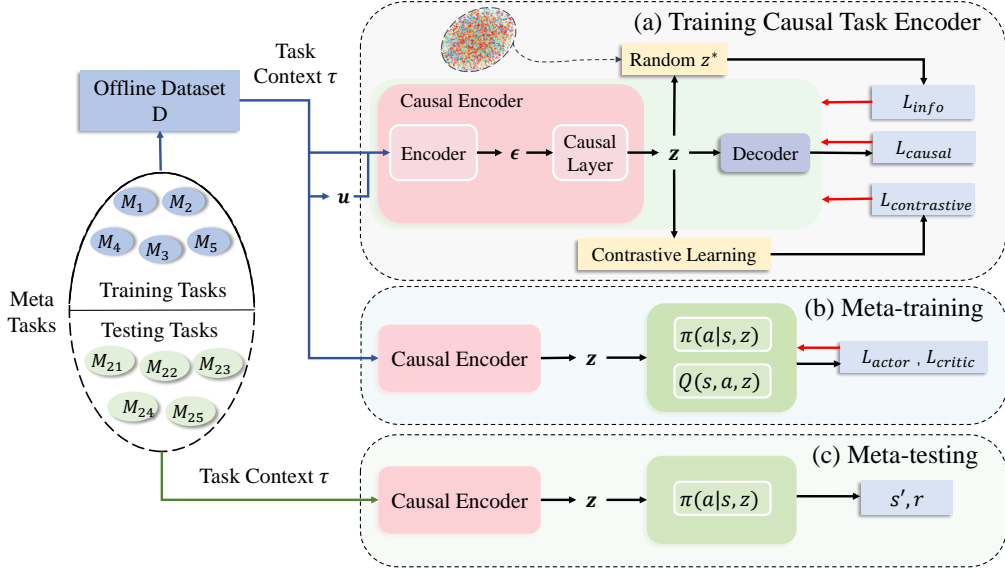 (a) Training Causal Task Encoder
Task
Context τ
Random z*
Offline Dataset
D
Causal Encoder
L_info
Encoder
ϵ
Causal
Layer
z
Decoder
L_causal
u
L_contrastive
Contrastive Learning
M_1
M_2
M_4
M_3
M_5
Training Tasks
Meta
Tasks
Testing Tasks
M_21
M_22
M_23
M_24
M_25
(b) Meta-training
Causal Encoder
z
π(a|s, z)
Q(s, a, z)
L_actor , L_critic
(c) Meta-testing
Task Context τ
Causal Encoder
z
π(a|s, z)
s′, r